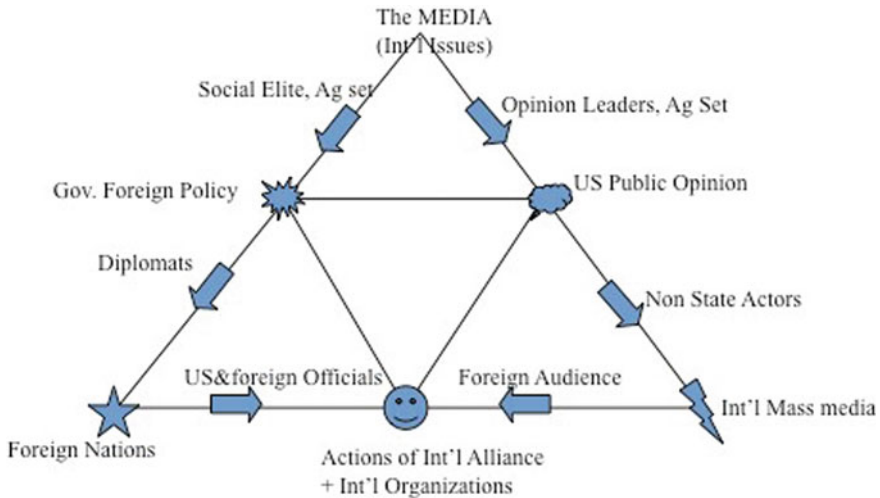 The MEDIA
(Int'l Issues)
Social Elite, Ag set
Opinion Leaders, Ag Set
Gov. Foreign Policy
US Public Opinion
Diplomats
Non State Actors
US&foreign Officials
Foreign Audience
Int'l Mass media
Foreign Nations
Actions of Int'l Alliance
+ Int'l Organizations